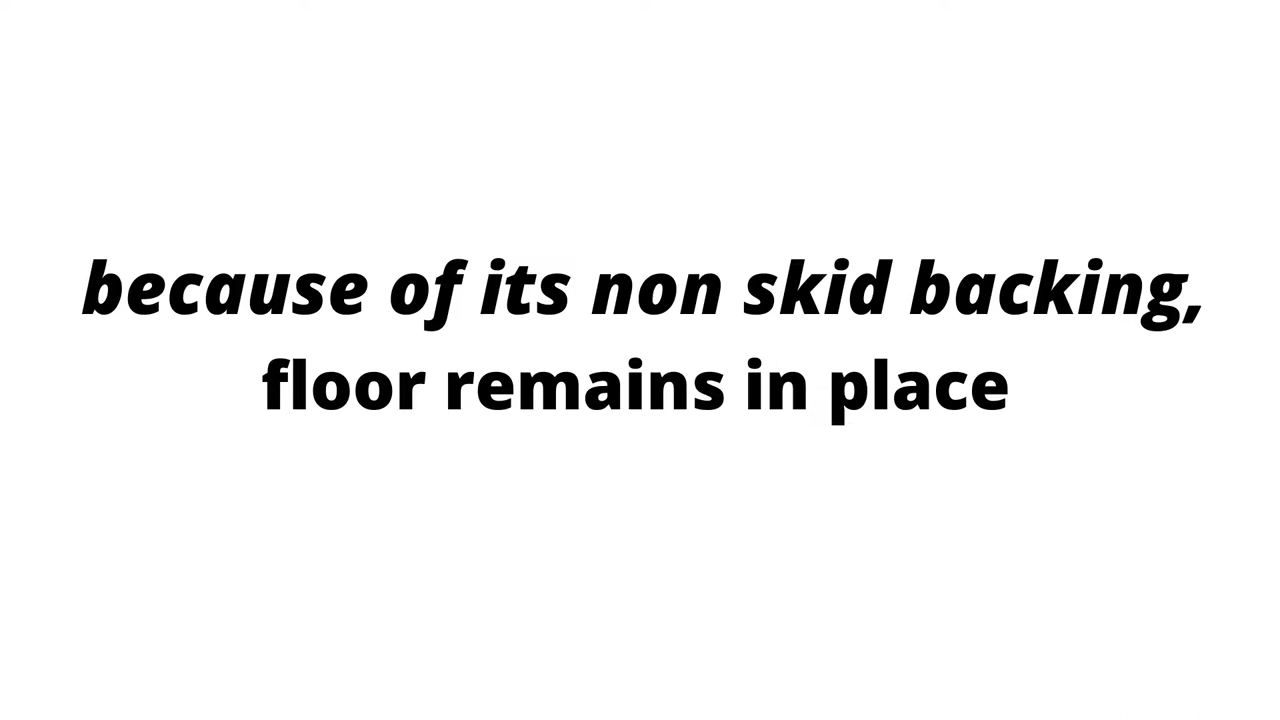 because of its non skid backing,
floor remains in place